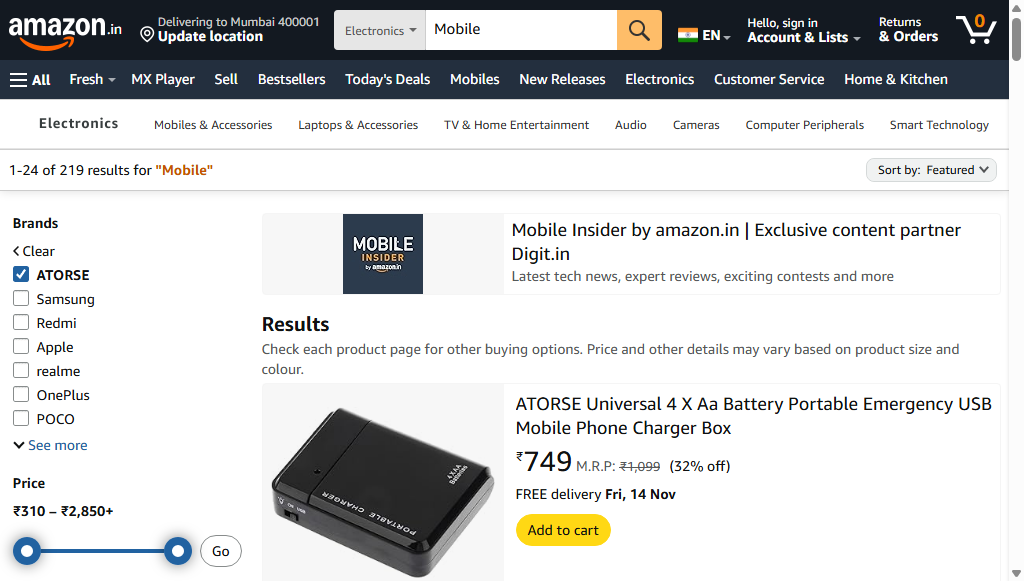 amazon.in
Delivering to Mumbai 400001
Update location
Electronics
Mobile
EN
Hello, sign in
Account & Lists
Returns
& Orders
0
All
Fresh
MX Player
Sell
Bestsellers
Today's Deals
Mobiles
New Releases
Electronics
Customer Service
Home & Kitchen
Electronics
Mobiles & Accessories
Laptops & Accessories
TV & Home Entertainment
Audio
Cameras
Computer Peripherals
Smart Technology
1-24 of 219 results for "Mobile"
Sort by: Featured
Brands
Clear
ATORSE
Samsung
Redmi
Apple
realme
OnePlus
POCO
See more
Price
₹310 – ₹2,850+
Go
MOBILE
INSIDER
by amazon.in
Mobile Insider by amazon.in | Exclusive content partner
Digit.in
Latest tech news, expert reviews, exciting contests and more
Results
Check each product page for other buying options. Price and other details may vary based on product size and
colour.
4 X AA
Batteries
PORTABLE CHARGER
ATORSE Universal 4 X Aa Battery Portable Emergency USB
Mobile Phone Charger Box
₹749 M.R.P: ₹1,099 (32% off)
FREE delivery Fri, 14 Nov
Add to cart